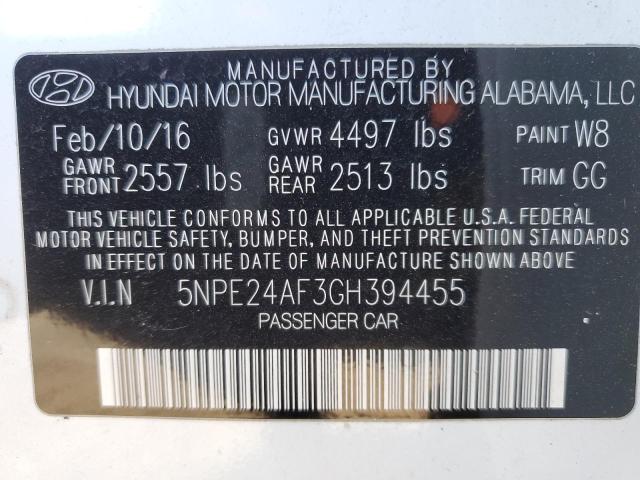 MANUFACTURED BY
HYUNDAI MOTOR MANUFACTURING ALABAMA, LLC
Feb/10/16 GVWR 4497 lbs PAINT W8
GAWR FRONT 2557 lbs GAWR REAR 2513 lbs TRIM GG
THIS VEHICLE CONFORMS TO ALL APPLICABLE U.S.A. FEDERAL
MOTOR VEHICLE SAFETY, BUMPER, AND THEFT PREVENTION STANDARDS
IN EFFECT ON THE DATE OF MANUFACTURE SHOWN ABOVE.
V.I.N 5NPE24AF3GH394455
PASSENGER CAR